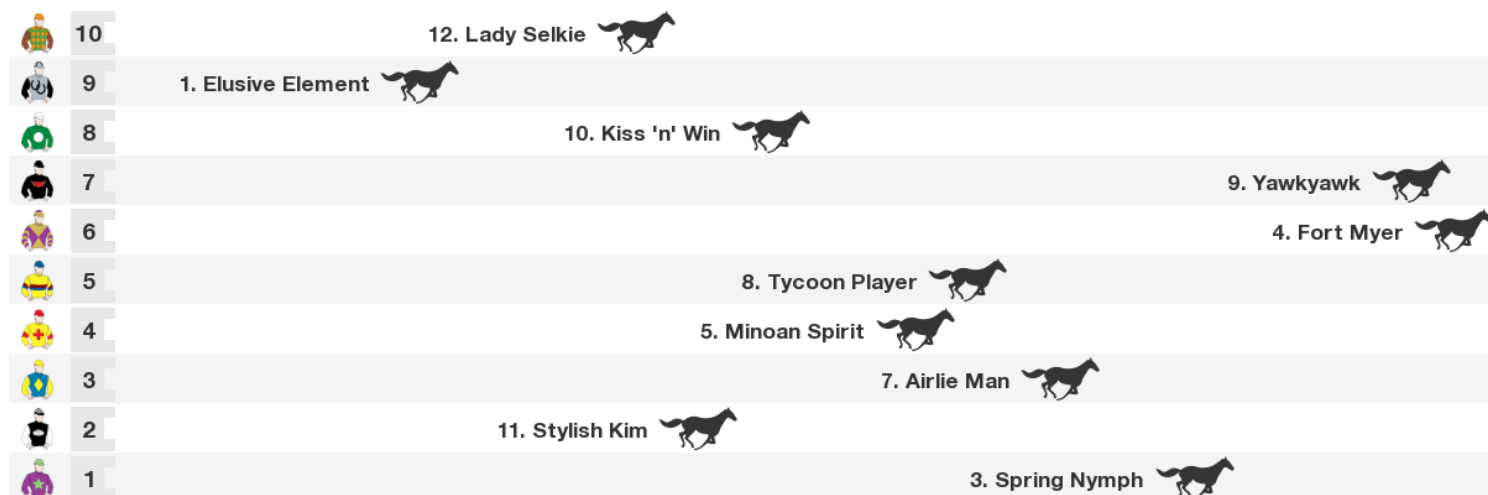 10 12. Lady Selkie
9 1. Elusive Element
8 10. Kiss 'n' Win
7 9. Yawkyawk
6 4. Fort Myer
5 8. Tycoon Player
4 5. Minoan Spirit
3 7. Airlie Man
2 11. Stylish Kim
1 3. Spring Nymph